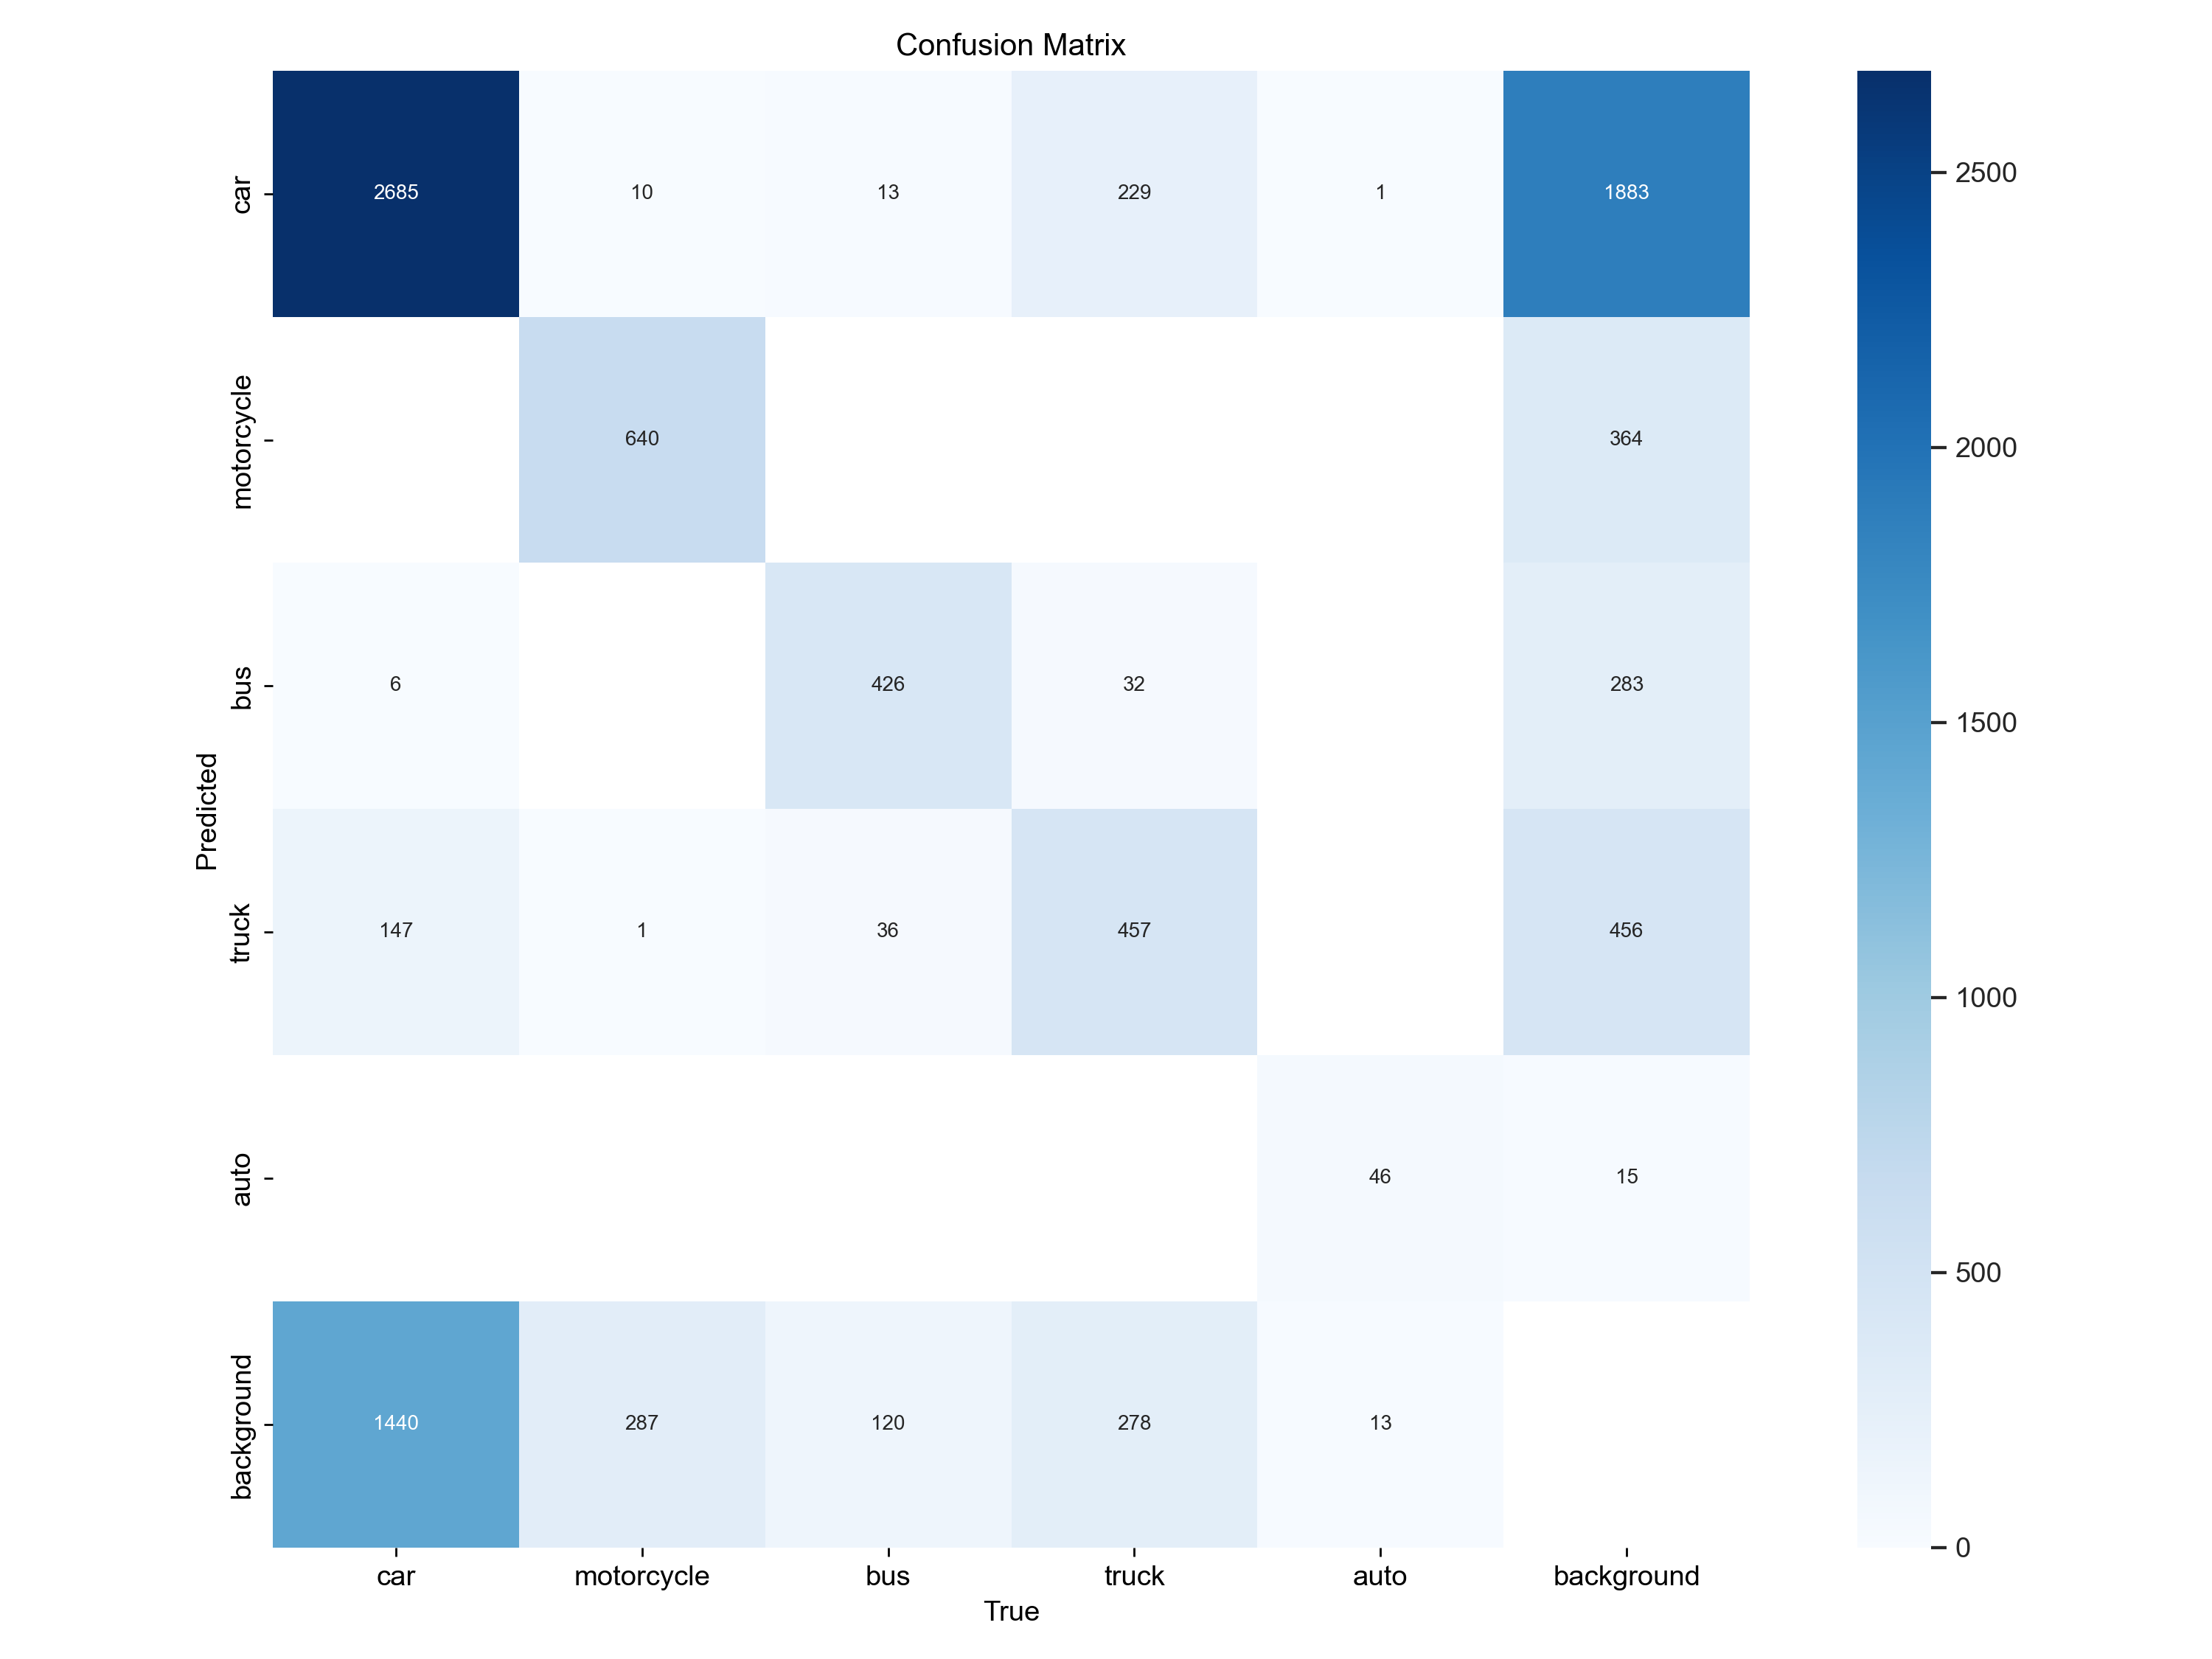 Confusion Matrix
car 2685 10 13 229 1 1883
motorcycle 640 364
bus 6 426 32 283
truck 147 1 36 457 456
auto 46 15
background 1440 287 120 278 13
car motorcycle bus truck auto background
True
Predicted
2500
2000
1500
1000
500
0